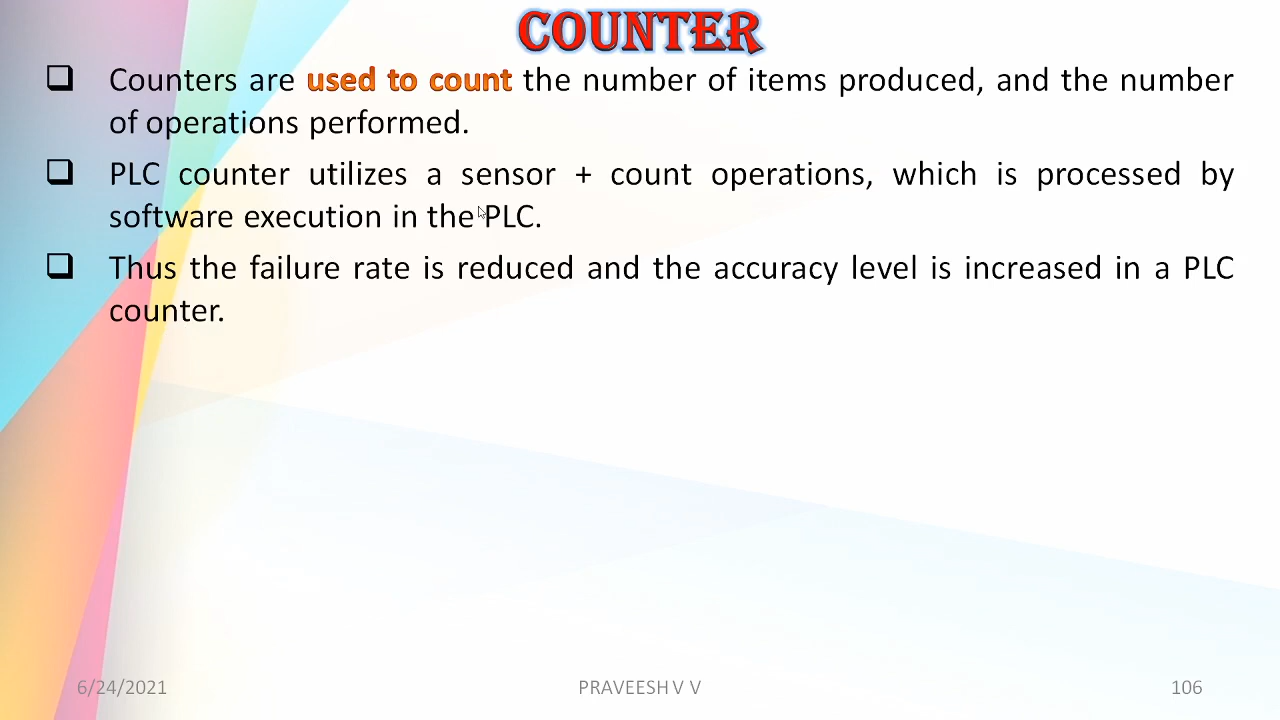 COUNTER
❑ Counters are used to count the number of items produced, and the number
of operations performed.
❑ PLC counter utilizes a sensor + count operations, which is processed by
software execution in the PLC.
❑ Thus the failure rate is reduced and the accuracy level is increased in a PLC
counter.
6/24/2021 PRAVEESH V V 106